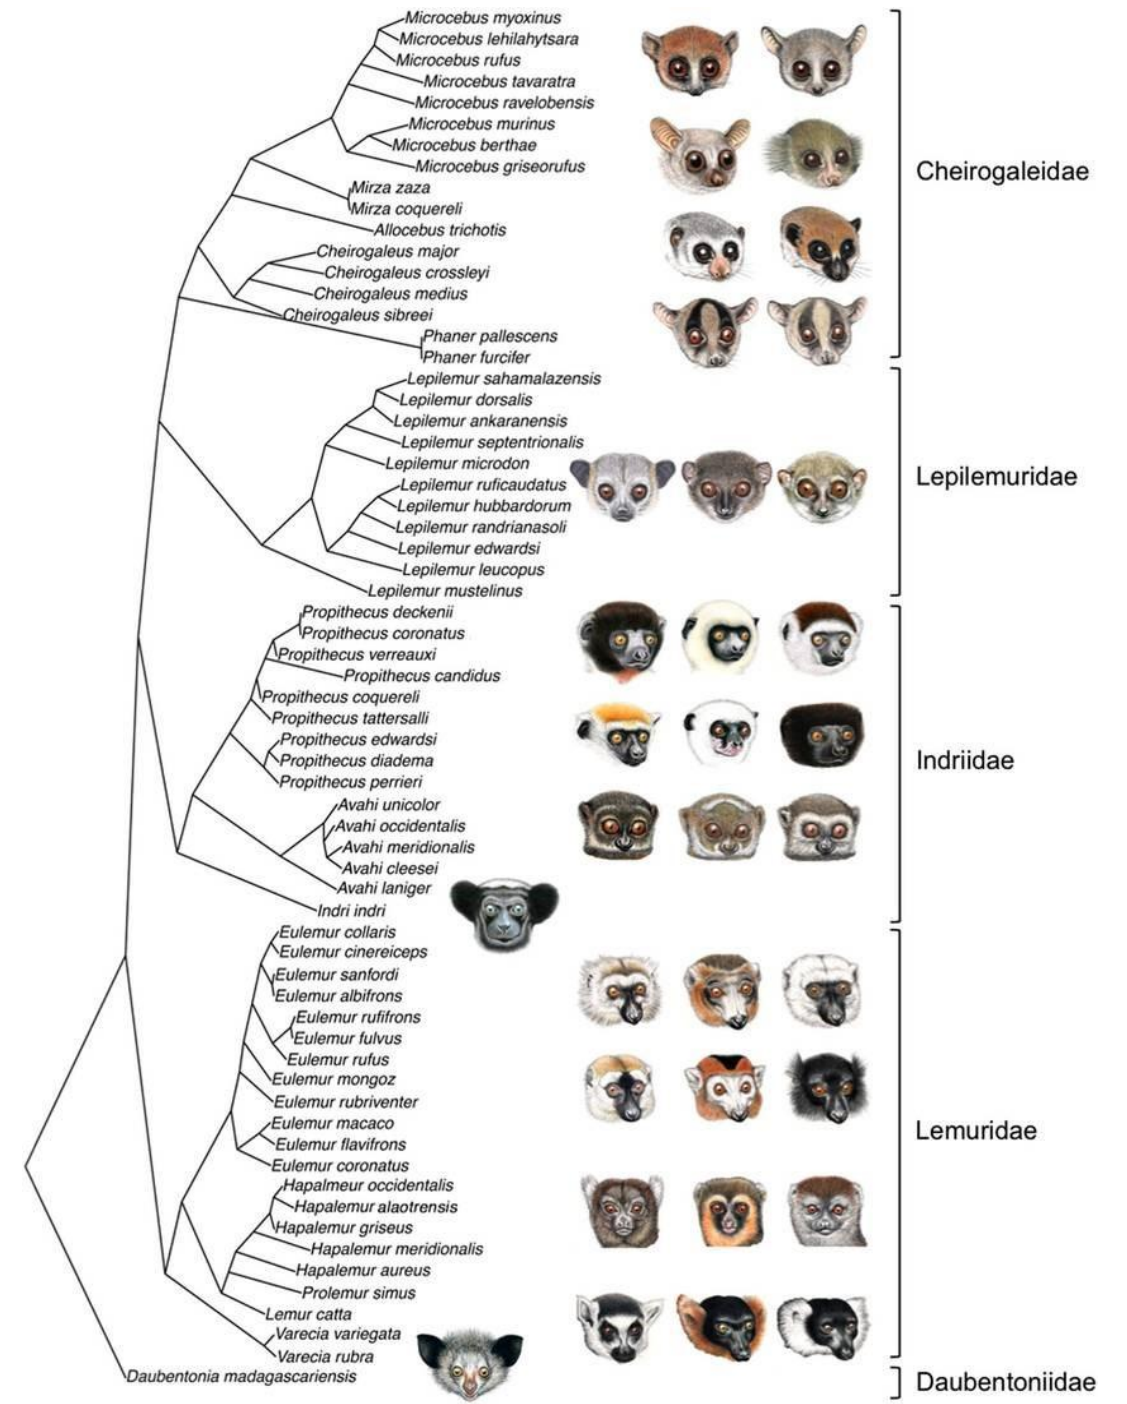 Microcebus myoxinus
Microcebus lehilahytsara
Microcebus rufus
Microcebus tavaratra
Microcebus ravelobensis
Microcebus murinus
Microcebus berthae
Microcebus griseorufus
Mirza zaza
Mirza coquereli
Allocebus trichotis
Cheirogaleus major
Cheirogaleus crossleyi
Cheirogaleus medius
Cheirogaleus sibreei
Phaner pallescens
Phaner furcifer
Cheirogaleidae
Lepilemur sahamalazensis
Lepilemur dorsalis
Lepilemur ankaranensis
Lepilemur septentrionalis
Lepilemur microdon
Lepilemur ruficaudatus
Lepilemur hubbardorum
Lepilemur randrianasoli
Lepilemur edwardsi
Lepilemur leucopus
Lepilemur mustelinus
Lepilemuridae
Propithecus deckenii
Propithecus coronatus
Propithecus verreauxi
Propithecus candidus
Propithecus coquereli
Propithecus tattersalli
Propithecus edwardsi
Propithecus diadema
Propithecus perrieri
Avahi unicolor
Avahi occidentalis
Avahi meridionalis
Avahi cleesei
Avahi laniger
Indri indri
Indriidae
Eulemur collaris
Eulemur cinereiceps
Eulemur sanfordi
Eulemur albifrons
Eulemur rufifrons
Eulemur fulvus
Eulemur rufus
Eulemur mongoz
Eulemur rubriventer
Eulemur macaco
Eulemur flavifrons
Eulemur coronatus
Hapalmeur occidentalis
Hapalemur alaotrensis
Hapalemur griseus
Hapalemur meridionalis
Hapalemur aureus
Prolemur simus
Lemur catta
Varecia variegata
Varecia rubra
Lemuridae
Daubentonia madagascariensis
Daubentoniidae